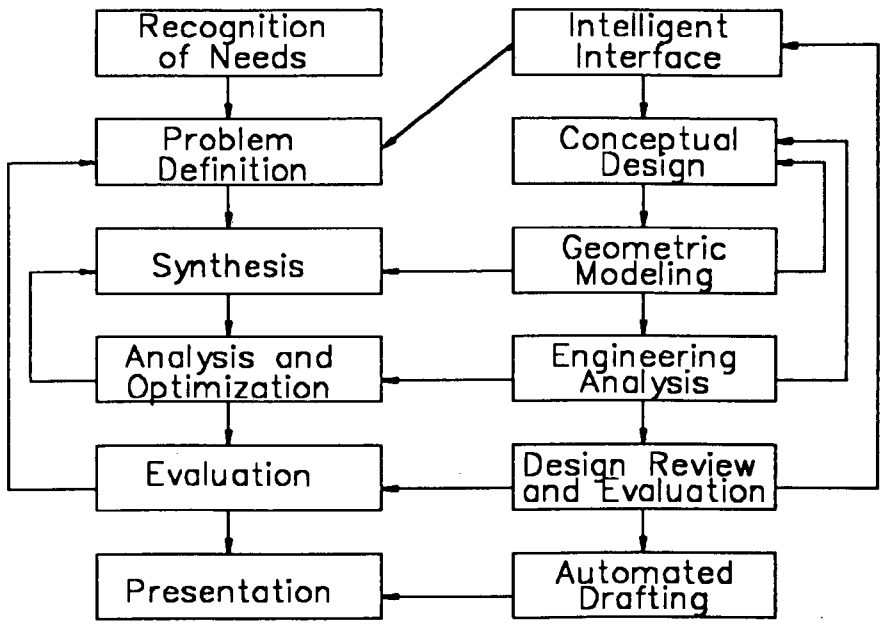 Recognition
of Needs
Intelligent
Interface
Problem
Definition
Conceptual
Design
Synthesis
Geometric
Modeling
Analysis and
Optimization
Engineering
Analysis
Evaluation
Design Review
and Evaluation
Presentation
Automated
Drafting